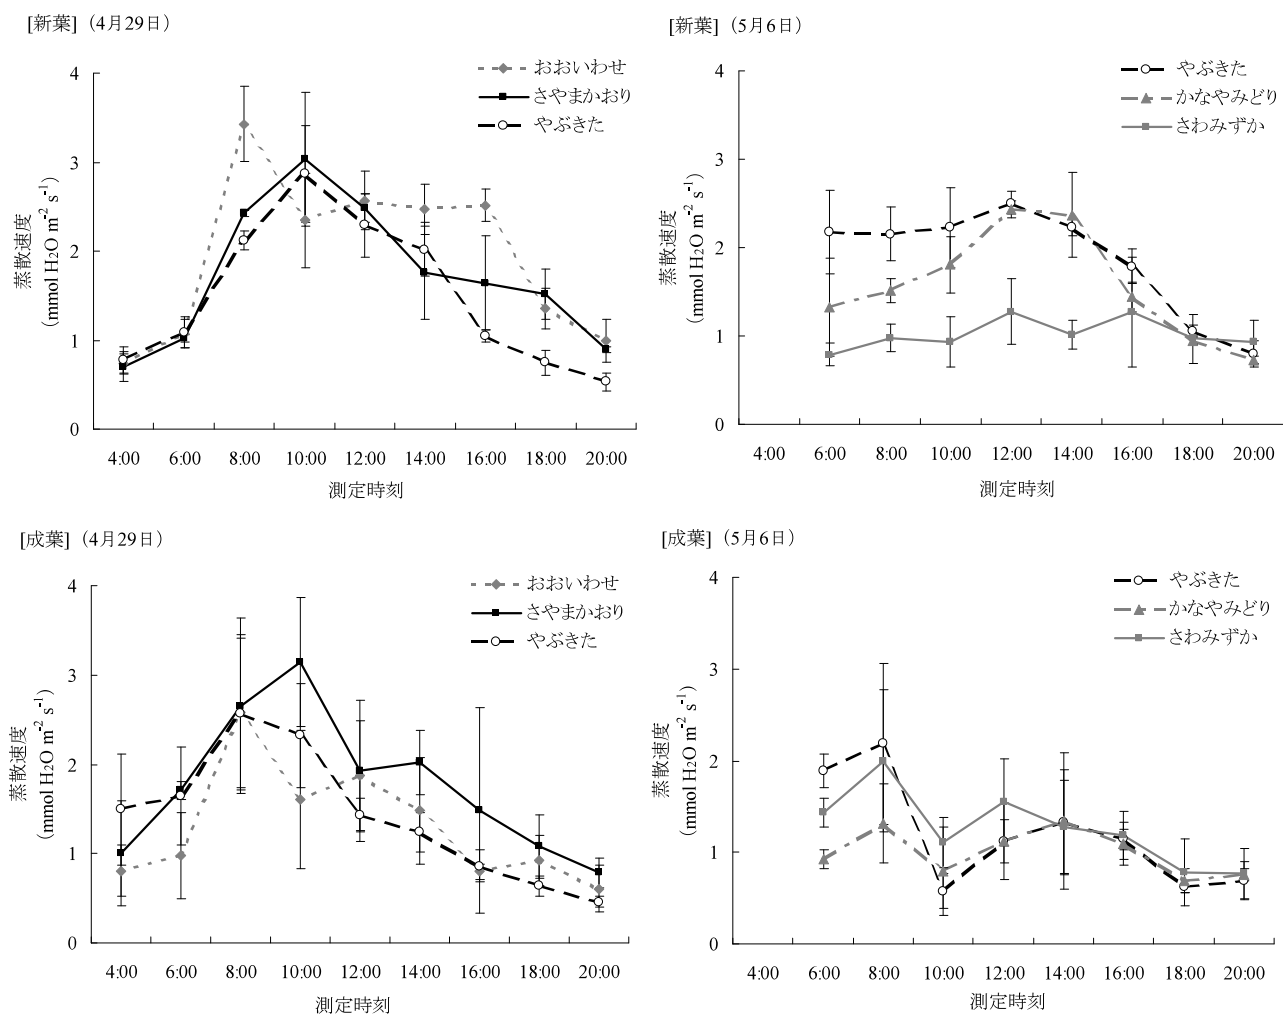 [新葉]（4月29日）
おおいわせ
さやまかおり
やぶきた
4
3
2
1
0
蒸散速度
（mmol H2O m-2 s-1）
4:00 6:00 8:00 10:00 12:00 14:00 16:00 18:00 20:00
測定時刻
[新葉]（5月6日）
やぶきた
かなやみどり
さわみずか
4
3
2
1
0
蒸散速度
（mmol H2O m-2 s-1）
4:00 6:00 8:00 10:00 12:00 14:00 16:00 18:00 20:00
測定時刻
[成葉]（4月29日）
おおいわせ
さやまかおり
やぶきた
4
3
2
1
0
蒸散速度
（mmol H2O m-2 s-1）
4:00 6:00 8:00 10:00 12:00 14:00 16:00 18:00 20:00
測定時刻
[成葉]（5月6日）
やぶきた
かなやみどり
さわみずか
4
3
2
1
0
蒸散速度
（mmol H2O m-2 s-1）
4:00 6:00 8:00 10:00 12:00 14:00 16:00 18:00 20:00
測定時刻